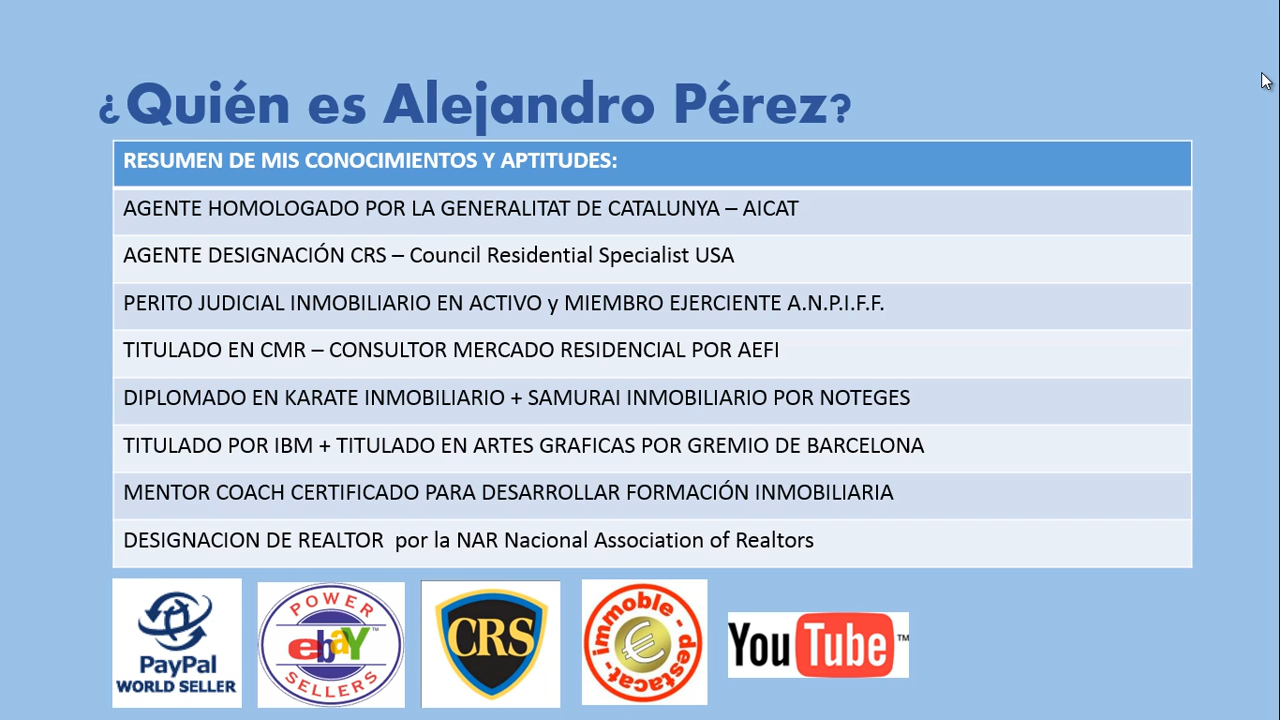 ¿Quién es Alejandro Pérez?
RESUMEN DE MIS CONOCIMIENTOS Y APTITUDES:
AGENTE HOMOLOGADO POR LA GENERALITAT DE CATALUNYA – AICAT
AGENTE DESIGNACIÓN CRS – Council Residential Specialist USA
PERITO JUDICIAL INMOBILIARIO EN ACTIVO y MIEMBRO EJERCIENTE A.N.P.I.F.F.
TITULADO EN CMR – CONSULTOR MERCADO RESIDENCIAL POR AEFI
DIPLOMADO EN KARATE INMOBILIARIO + SAMURAI INMOBILIARIO POR NOTEGES
TITULADO POR IBM + TITULADO EN ARTES GRAFICAS POR GREMIO DE BARCELONA
MENTOR COACH CERTIFICADO PARA DESARROLLAR FORMACIÓN INMOBILIARIA
DESIGNACION DE REALTOR por la NAR Nacional Association of Realtors
PayPal
WORLD SELLER
POWER
ebaY™
SELLERS
CRS
immoble - destacat -
€
YouTube™